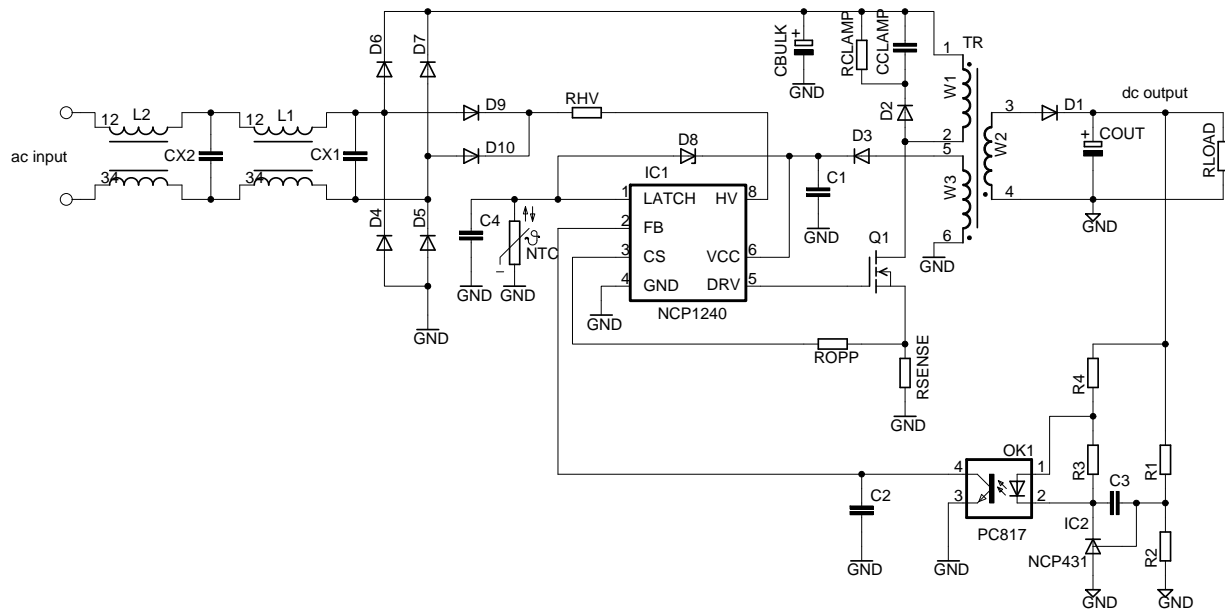 D6
D7
CBULK
+
GND
RCLAMP
CCLAMP
1
TR
W1
D2
2
L2
12
34
L1
12
34
ac input
CX2
CX1
D9
RHV
D10
D8
D3
5
W3
6
GND
3
W2
4
D1
dc output
+
COUT
RLOAD
GND
IC1
1
LATCH
HV
8
2
FB
3
CS
VCC
6
4
GND
DRV
5
NCP1240
C1
GND
C4
GND
ϑ
NTC
–
GND
GND
D4
D5
GND
Q1
ROPP
RSENSE
GND
R4
R3
R1
OK1
4
1
3
2
PC817
C3
C2
GND
GND
IC2
NCP431
R2
GND
GND